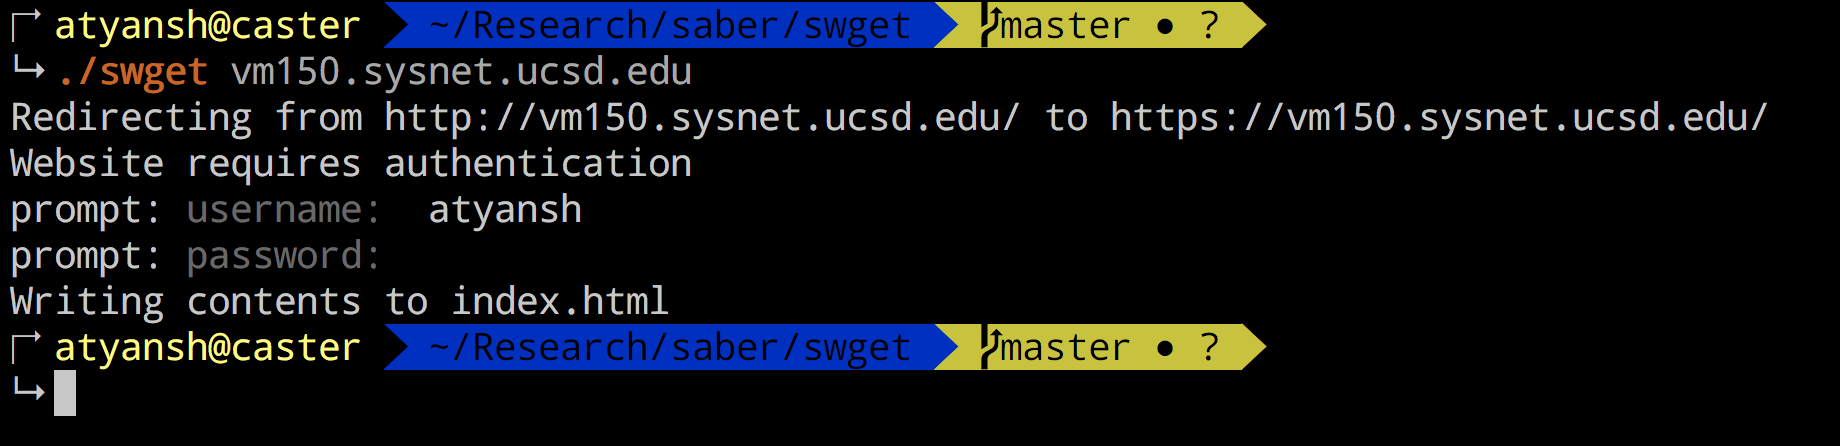 atyansh@caster ~/Research/saber/swget master • ?
./swget vm150.sysnet.ucsd.edu
Redirecting from http://vm150.sysnet.ucsd.edu/ to https://vm150.sysnet.ucsd.edu/
Website requires authentication
prompt: username:  atyansh
prompt: password:
Writing contents to index.html
atyansh@caster ~/Research/saber/swget master • ?